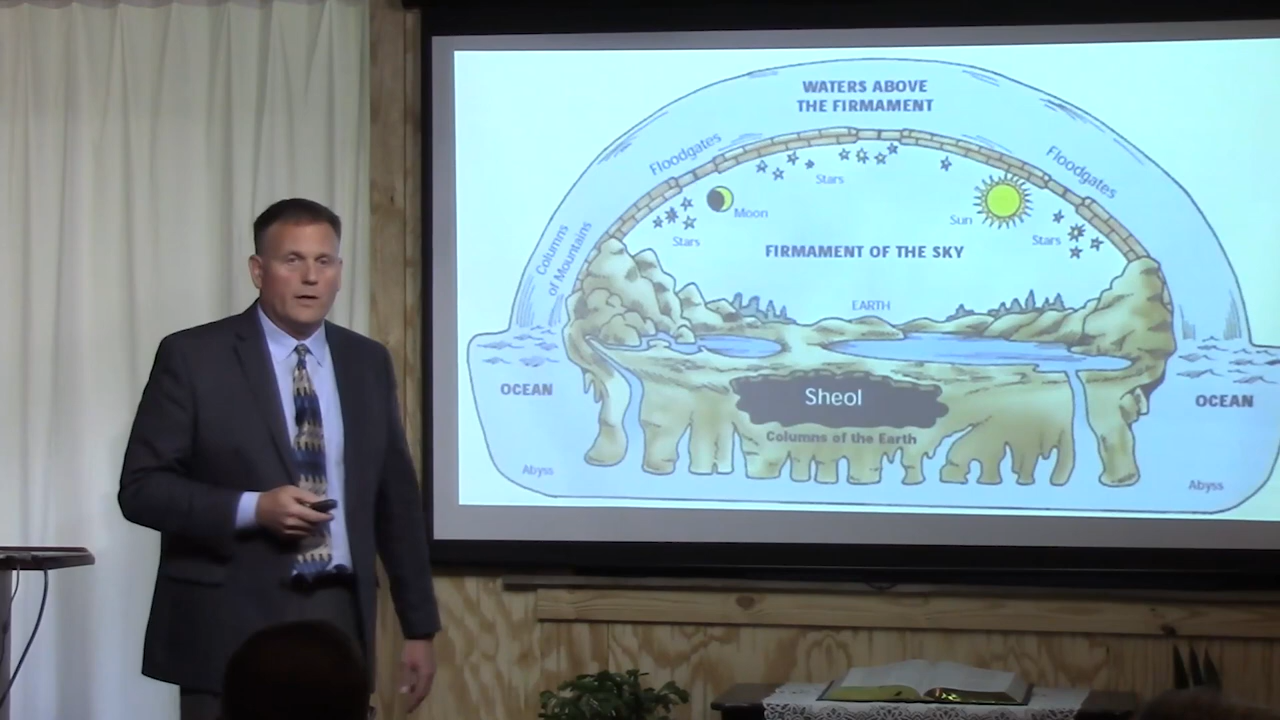 WATERS ABOVE
THE FIRMAMENT
Floodgates
Floodgates
Stars
Columns
of Mountains
Moon
Stars
Sun
Stars
FIRMAMENT OF THE SKY
EARTH
OCEAN
Sheol
OCEAN
Columns of the Earth
Abyss
Abyss